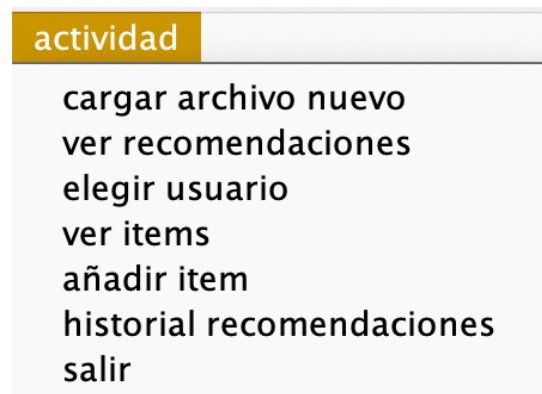 actividad
cargar archivo nuevo
ver recomendaciones
elegir usuario
ver items
añadir item
historial recomendaciones
salir